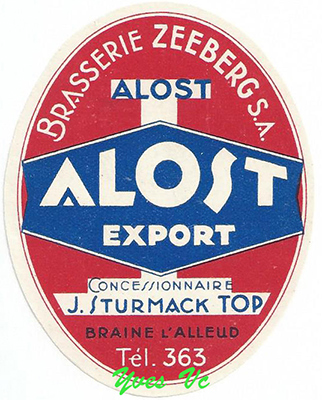 BRASSERIE ZEEBERG S.A.
ALOST
ALOST
EXPORT
CONCESSIONNAIRE
J. STURMACK TOP
BRAINE L'ALLEUD
Tél. 363
Yves Vc